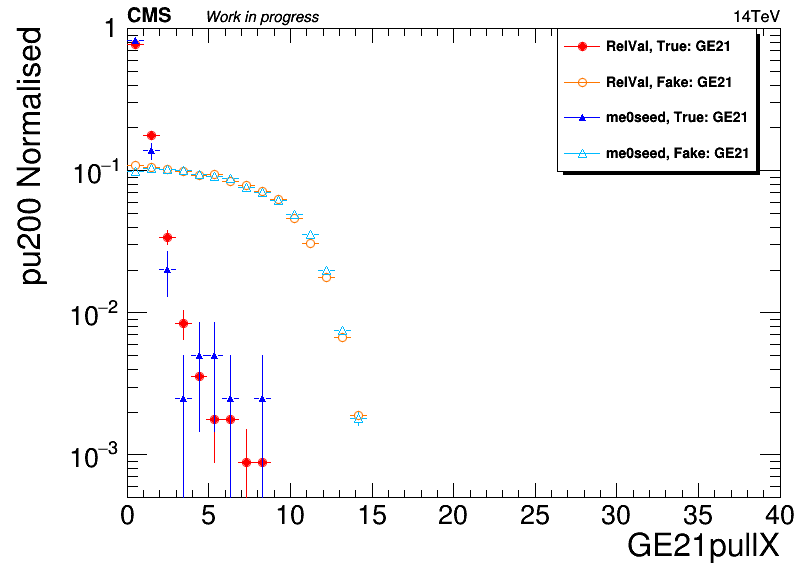 CMS Work in progress 14TeV
RelVal, True: GE21
RelVal, Fake: GE21
me0seed, True: GE21
me0seed, Fake: GE21
pu200 Normalised
1
10⁻¹
10⁻²
10⁻³
0 5 10 15 20 25 30 35 40
GE21pullX